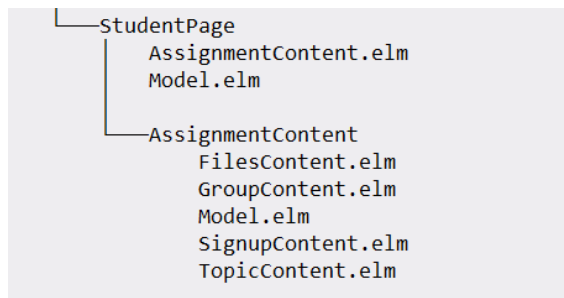 StudentPage
AssignmentContent.elm
Model.elm
AssignmentContent
FilesContent.elm
GroupContent.elm
Model.elm
SignupContent.elm
TopicContent.elm